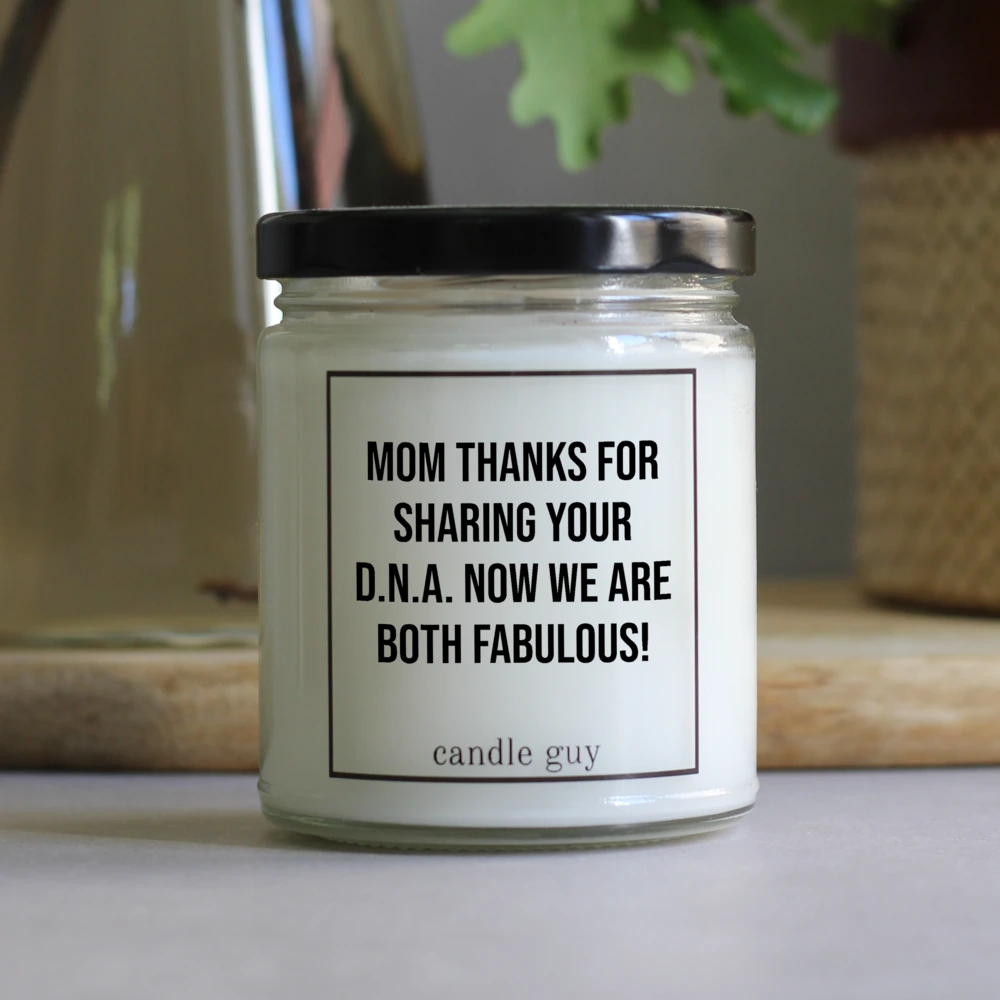 MOM THANKS FOR
SHARING YOUR
D.N.A. NOW WE ARE
BOTH FABULOUS!
candle guy